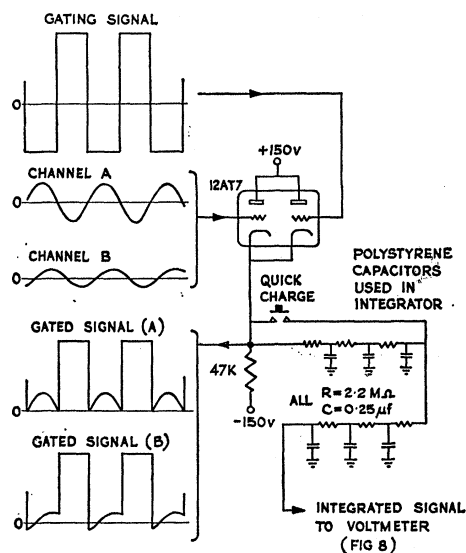 GATING SIGNAL
0
CHANNEL A
0
CHANNEL B
0
GATED SIGNAL (A)
0
GATED SIGNAL (B)
0
+150v
12AT7
POLYSTYRENE
CAPACITORS
USED IN
INTEGRATOR
QUICK
CHARGE
47K
-150v
ALL R=2.2 MΩ
C=0.25μf
INTEGRATED SIGNAL
TO VOLTMETER
(FIG 8)